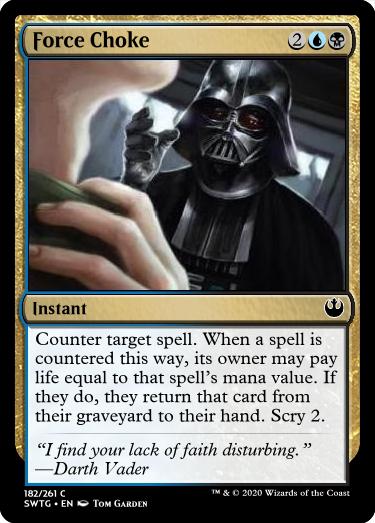 Force Choke 2
Instant
Counter target spell. When a spell is
countered this way, its owner may pay
life equal to that spell's mana value. If
they do, they return that card from
their graveyard to their hand. Scry 2.
"I find your lack of faith disturbing."
—Darth Vader
182/261 C
SWTG • EN Tom Garden
™ & © 2020 Wizards of the Coast